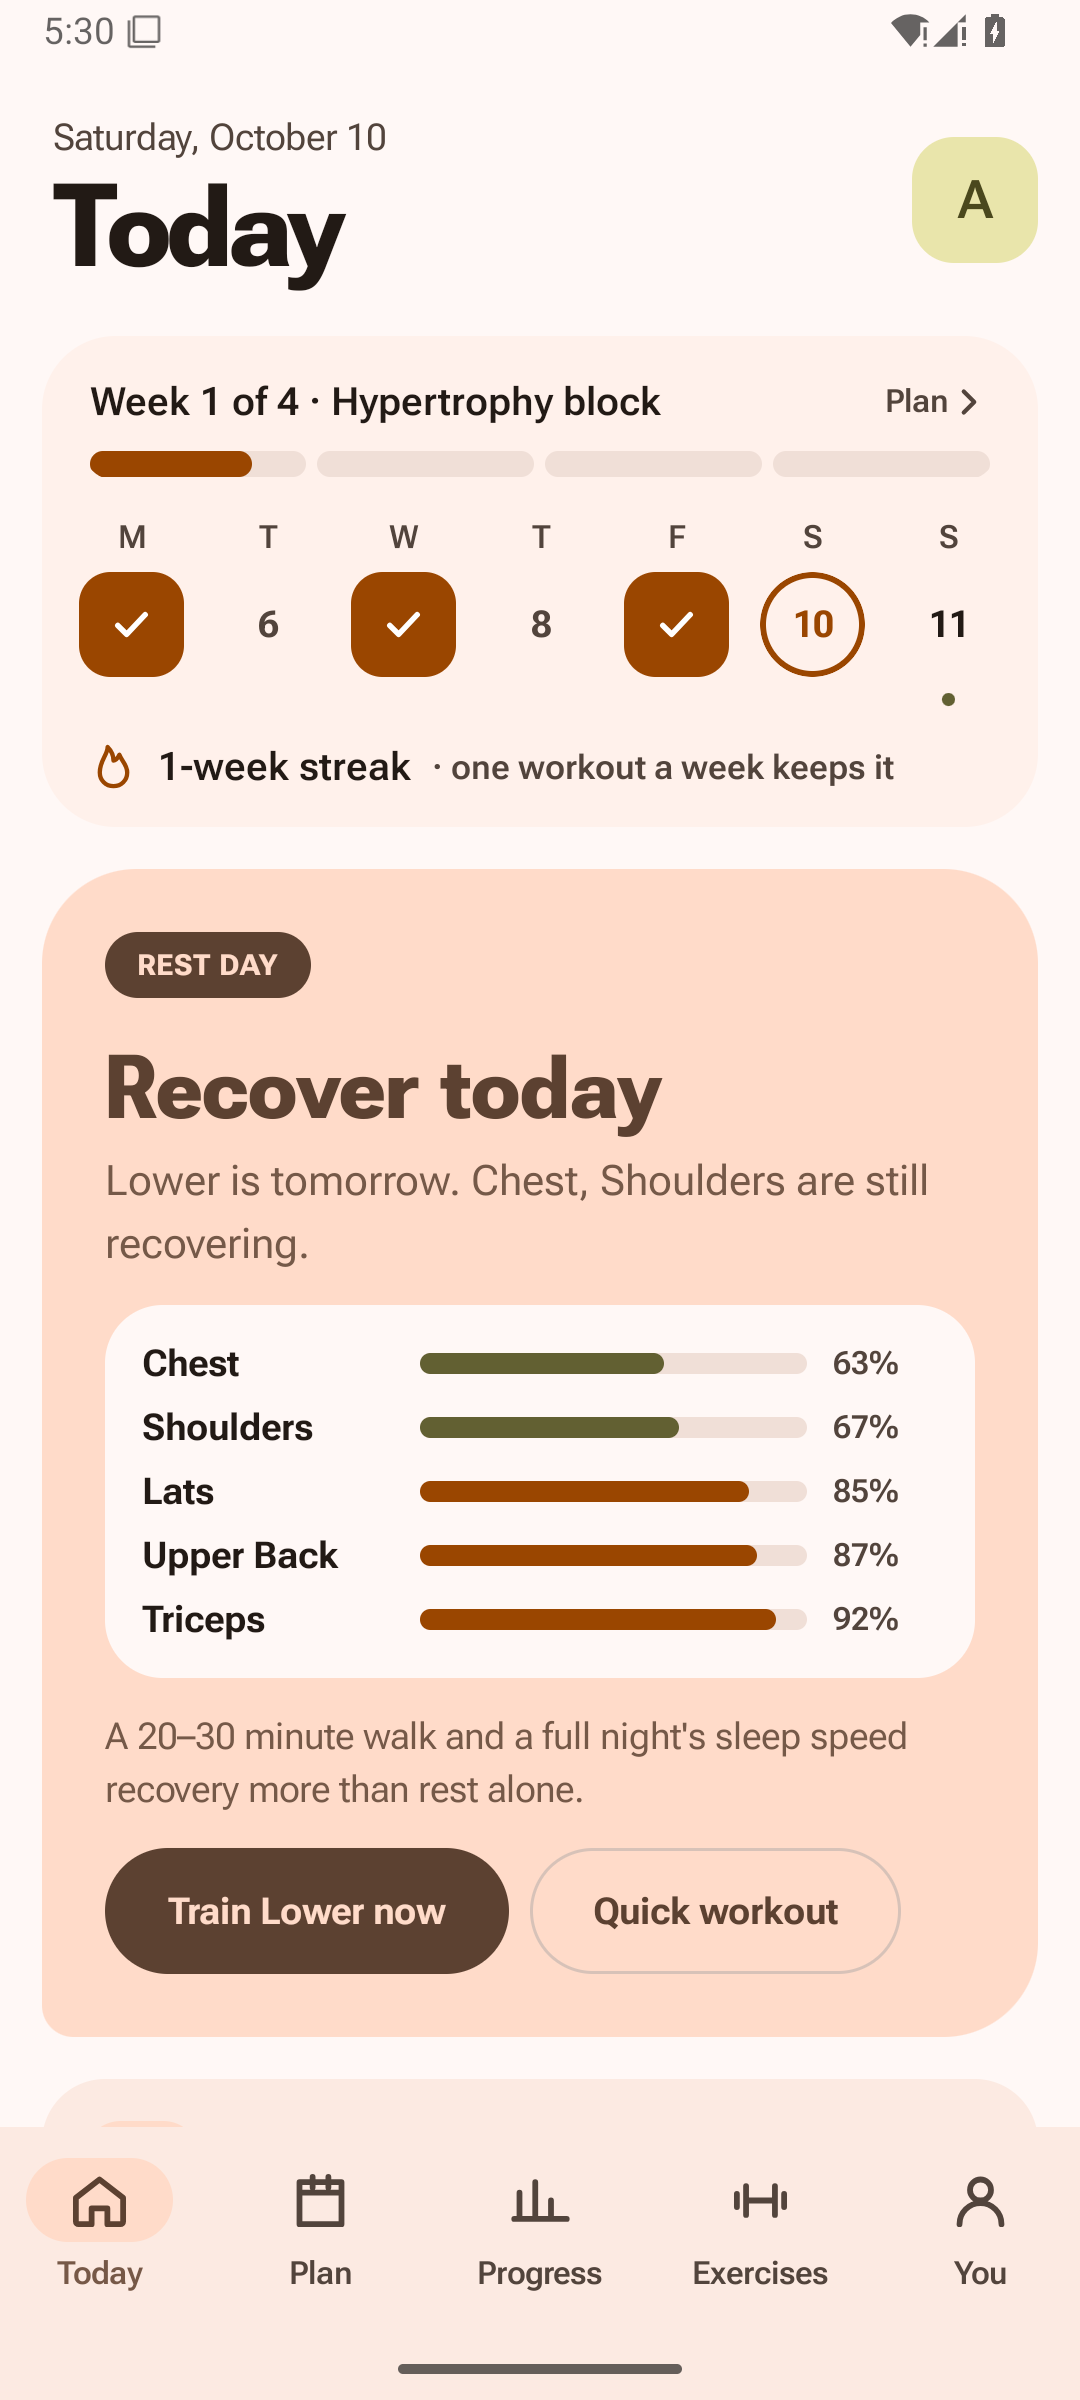 5:30
Saturday, October 10
Today
A
Week 1 of 4 · Hypertrophy block
Plan
M T W T F S S
6 8 10 11
1-week streak · one workout a week keeps it
REST DAY
Recover today
Lower is tomorrow. Chest, Shoulders are still
recovering.
Chest 63%
Shoulders 67%
Lats 85%
Upper Back 87%
Triceps 92%
A 20–30 minute walk and a full night's sleep speed
recovery more than rest alone.
Train Lower now
Quick workout
Today Plan Progress Exercises You